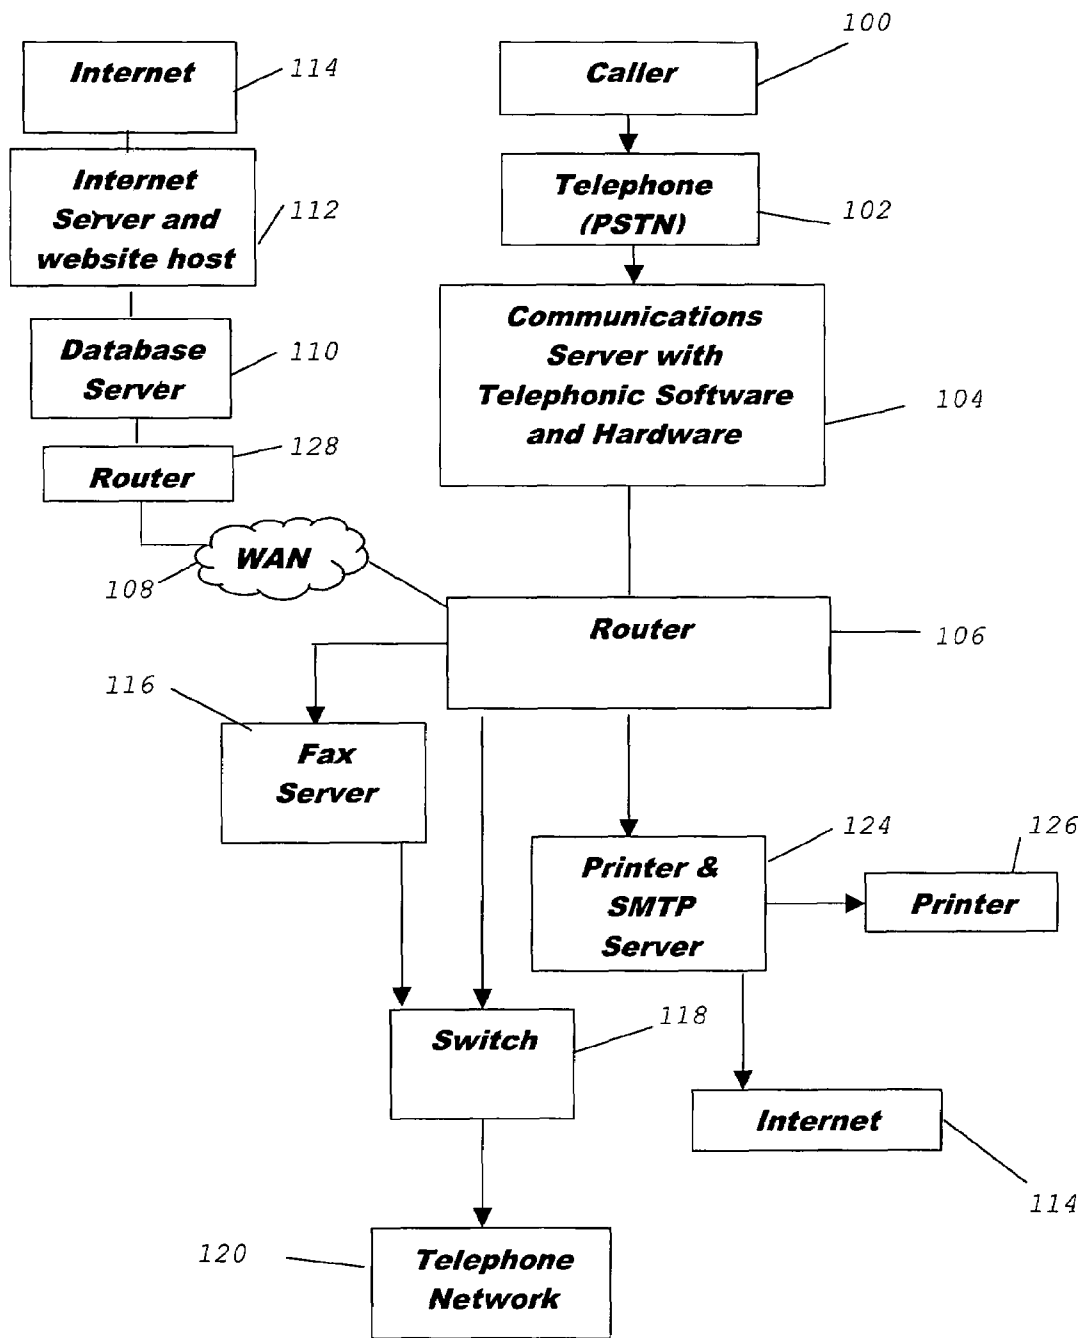 100
Internet
114
Caller
Internet
Server and
website host
112
Telephone
(PSTN)
102
Database
Server
110
Communications
Server with
Telephonic Software
and Hardware
104
Router
128
WAN
108
Router
106
116
Fax
Server
124
Printer &
SMTP
Server
126
Printer
Switch
118
Internet
114
120
Telephone
Network